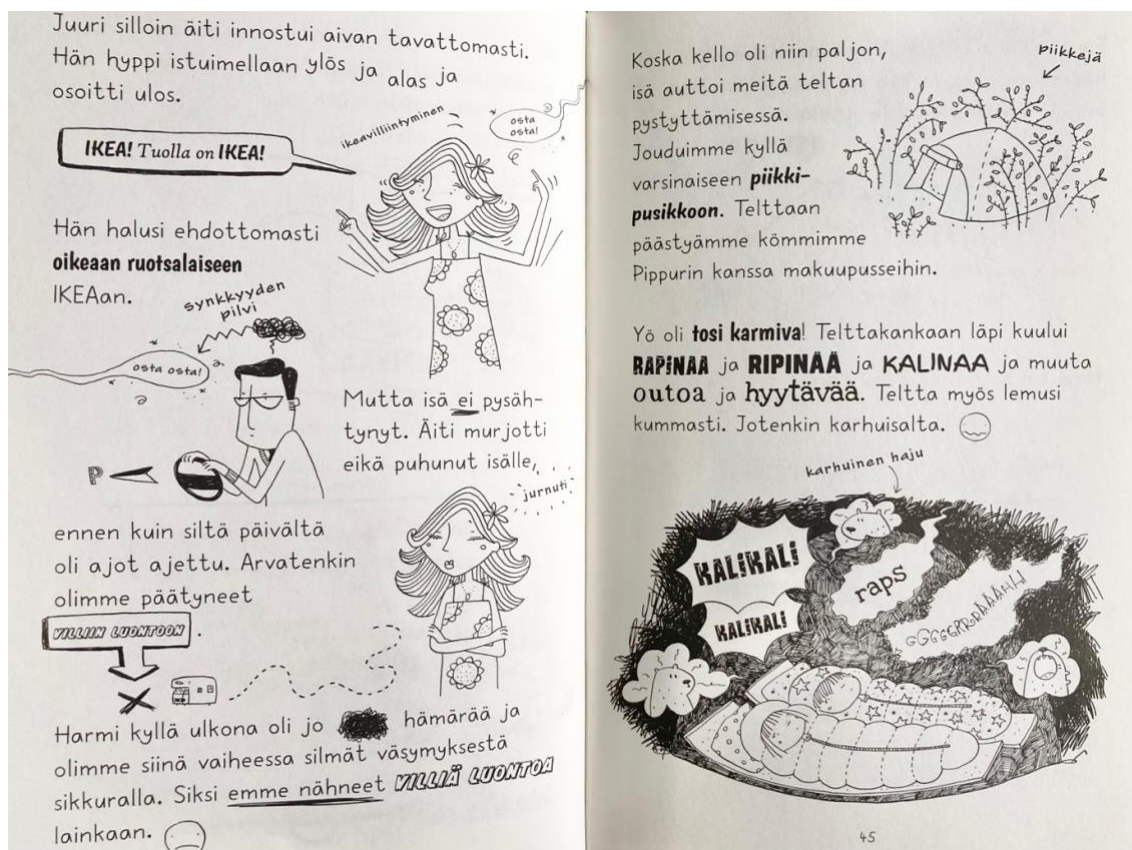 Juuri silloin äiti innostui aivan tavattomasti.
Hän hyppi istuimellaan ylös ja alas ja
osoitti ulos.
ikeavilliintyminen
osta
osta!
IKEA! Tuolla on IKEA!
Hän halusi ehdottomasti
oikeaan ruotsalaiseen
IKEAan.
synkkyyden
pilvi
osta osta!
Mutta isä ei pysäh-
tynyt. Äiti murjotti
eikä puhunut isälle,
P
jurnuti
ennen kuin siltä päivältä
oli ajot ajettu. Arvatenkin
olimme päätyneet
VILLIIN LUONTOON.
Harmi kyllä ulkona oli jo hämärää ja
olimme siinä vaiheessa silmät väsymyksestä
sikkuralla. Siksi emme nähneet VILLIÄ LUONTOA
lainkaan.
Koska kello oli niin paljon,
isä auttoi meitä teltan
pystyttämisessä.
Jouduimme kyllä
varsinaiseen piikki-
pusikkoon. Telttaan
päästyämme kömmimme
Pippurin kanssa makuupusseihin.
piikkejä
Yö oli tosi karmiva! Telttakankaan läpi kuului
RAPINAA ja RIPINÄÄ ja KALINAA ja muuta
outoa ja hyytävää. Teltta myös lemusi
kummasti. Jotenkin karhuisalta.
karhuinen haju
KALIKALI
KALIKALI
raps
45